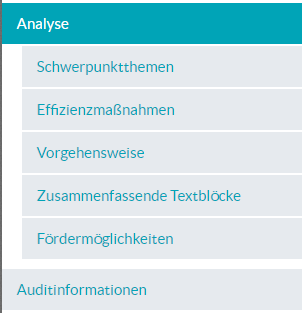 Analyse
Schwerpunktthemen
Effizienzmaßnahmen
Vorgehensweise
Zusammenfassende Textblöcke
Fördermöglichkeiten
Auditinformationen